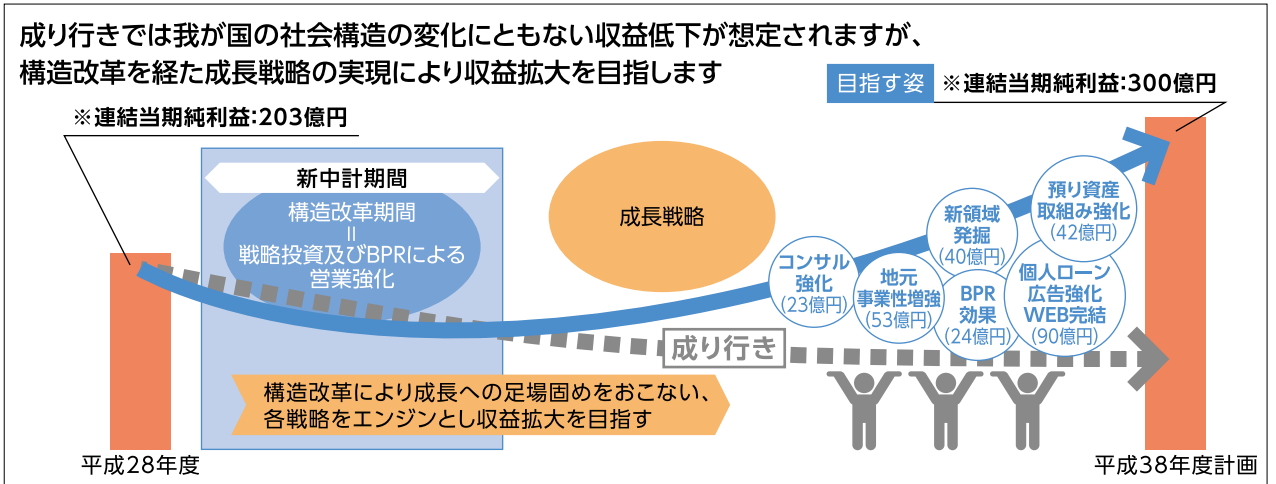 成り行きでは我が国の社会構造の変化にともない収益低下が想定されますが、
構造改革を経た成長戦略の実現により収益拡大を目指します
目指す姿
※連結当期純利益:300億円
※連結当期純利益:203億円
新中計期間
構造改革期間
＝
戦略投資及びBPRによる
営業強化
成長戦略
コンサル
強化
(23億円)
地元
事業性増強
(53億円)
新領域
発掘
(40億円)
BPR
効果
(24億円)
預り資産
取組み強化
(42億円)
個人ローン
広告強化
WEB完結
(90億円)
成り行き
構造改革により成長への足場固めをおこない、
各戦略をエンジンとし収益拡大を目指す
平成28年度
平成38年度計画